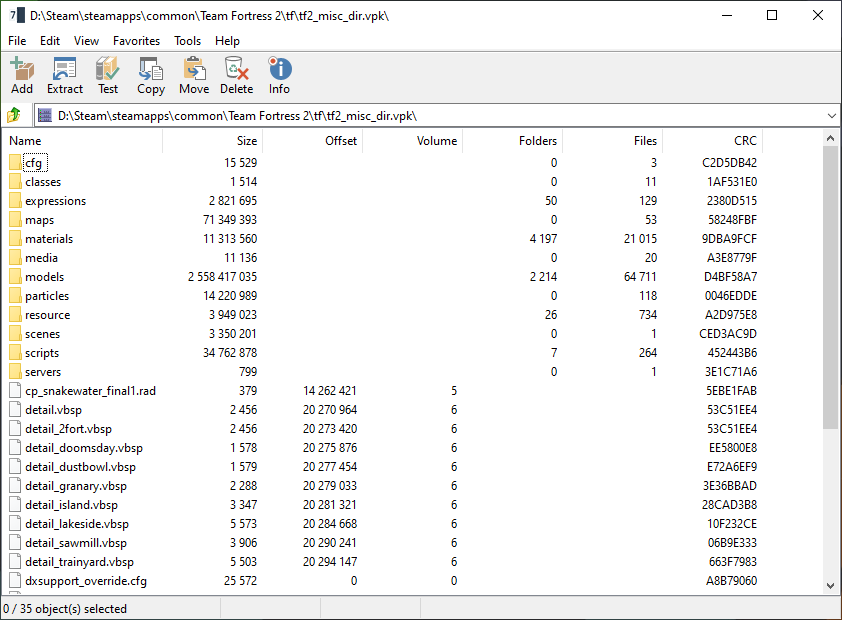 7 D:\Steam\steamapps\common\Team Fortress 2\tf\tf2_misc_dir.vpk\
File Edit View Favorites Tools Help
Add Extract Test Copy Move Delete Info
D:\Steam\steamapps\common\Team Fortress 2\tf\tf2_misc_dir.vpk\
Name Size Offset Volume Folders Files CRC
cfg 15 529 0 3 C2D5DB42
classes 1 514 0 11 1AF531E0
expressions 2 821 695 50 129 2380D515
maps 71 349 393 0 53 58248FBF
materials 11 313 560 4 197 21 015 9DBA9FCF
media 11 136 0 20 A3E8779F
models 2 558 417 035 2 214 64 711 D4BF58A7
particles 14 220 989 0 118 0046EDDE
resource 3 949 023 26 734 A2D975E8
scenes 3 350 201 0 1 CED3AC9D
scripts 34 762 878 7 264 452443B6
servers 799 0 1 3E1C71A6
cp_snakewater_final1.rad 379 14 262 421 5 5EBE1FAB
detail.vbsp 2 456 20 270 964 6 53C51EE4
detail_2fort.vbsp 2 456 20 273 420 6 53C51EE4
detail_doomsday.vbsp 1 578 20 275 876 6 EE5800E8
detail_dustbowl.vbsp 1 579 20 277 454 6 E72A6EF9
detail_granary.vbsp 2 288 20 279 033 6 3E36BBAD
detail_island.vbsp 3 347 20 281 321 6 28CAD3B8
detail_lakeside.vbsp 5 573 20 284 668 6 10F232CE
detail_sawmill.vbsp 3 906 20 290 241 6 06B9E333
detail_trainyard.vbsp 5 503 20 294 147 6 663F7983
dxsupport_override.cfg 25 572 0 0 A8B79060
0 / 35 object(s) selected